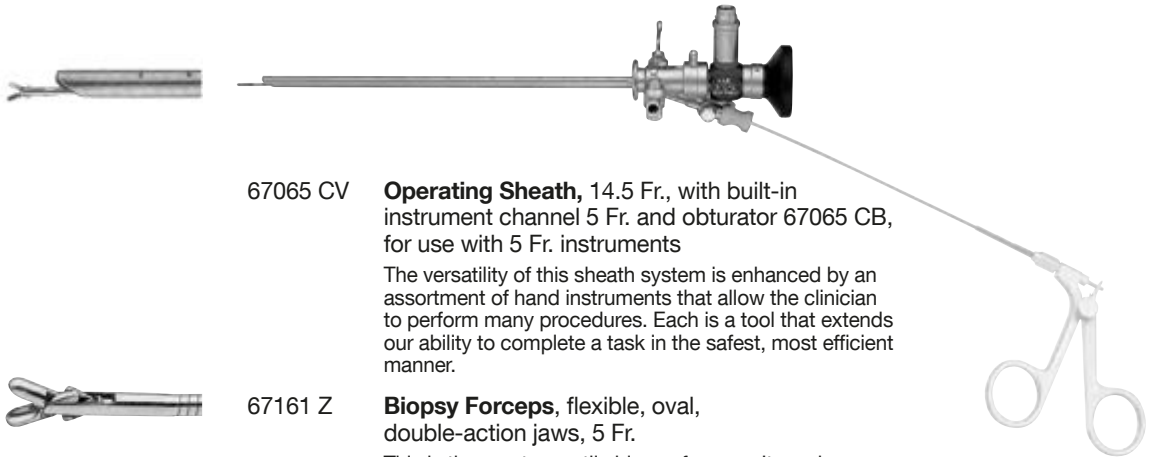 67065 CV Operating Sheath, 14.5 Fr., with built-in
instrument channel 5 Fr. and obturator 67065 CB,
for use with 5 Fr. instruments
The versatility of this sheath system is enhanced by an
assortment of hand instruments that allow the clinician
to perform many procedures. Each is a tool that extends
our ability to complete a task in the safest, most efficient
manner.
67161 Z Biopsy Forceps, flexible, oval,
double-action jaws, 5 Fr.